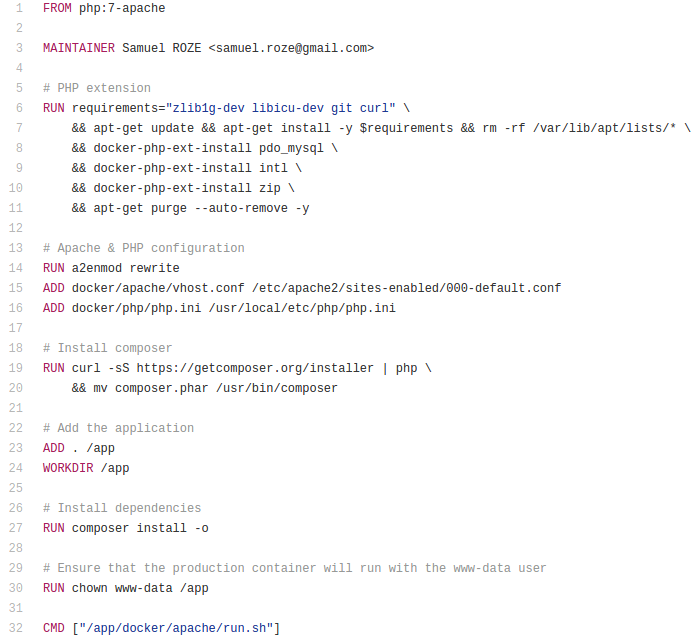 1 FROM php:7-apache
2
3 MAINTAINER Samuel ROZE <samuel.roze@gmail.com>
4
5 # PHP extension
6 RUN requirements="zlib1g-dev libicu-dev git curl" \
7     && apt-get update && apt-get install -y $requirements && rm -rf /var/lib/apt/lists/* \
8     && docker-php-ext-install pdo_mysql \
9     && docker-php-ext-install intl \
10     && docker-php-ext-install zip \
11     && apt-get purge --auto-remove -y
12
13 # Apache & PHP configuration
14 RUN a2enmod rewrite
15 ADD docker/apache/vhost.conf /etc/apache2/sites-enabled/000-default.conf
16 ADD docker/php/php.ini /usr/local/etc/php/php.ini
17
18 # Install composer
19 RUN curl -sS https://getcomposer.org/installer | php \
20     && mv composer.phar /usr/bin/composer
21
22 # Add the application
23 ADD . /app
24 WORKDIR /app
25
26 # Install dependencies
27 RUN composer install -o
28
29 # Ensure that the production container will run with the www-data user
30 RUN chown www-data /app
31
32 CMD ["/app/docker/apache/run.sh"]